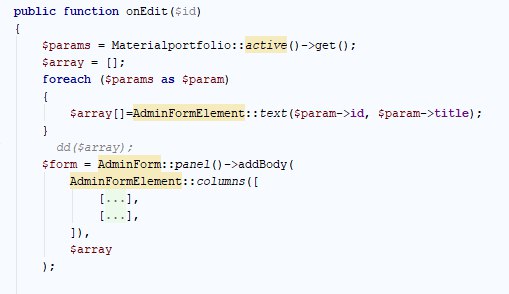 public function onEdit($id)
{
$params = Materialportfolio::active()->get();
$array = [];
foreach ($params as $param)
{
$array[]=AdminFormElement::text($param->id, $param->title);
}
dd($array);
$form = AdminForm::panel()->addBody(
AdminFormElement::columns([
[...],
[...],
]),
$array
);